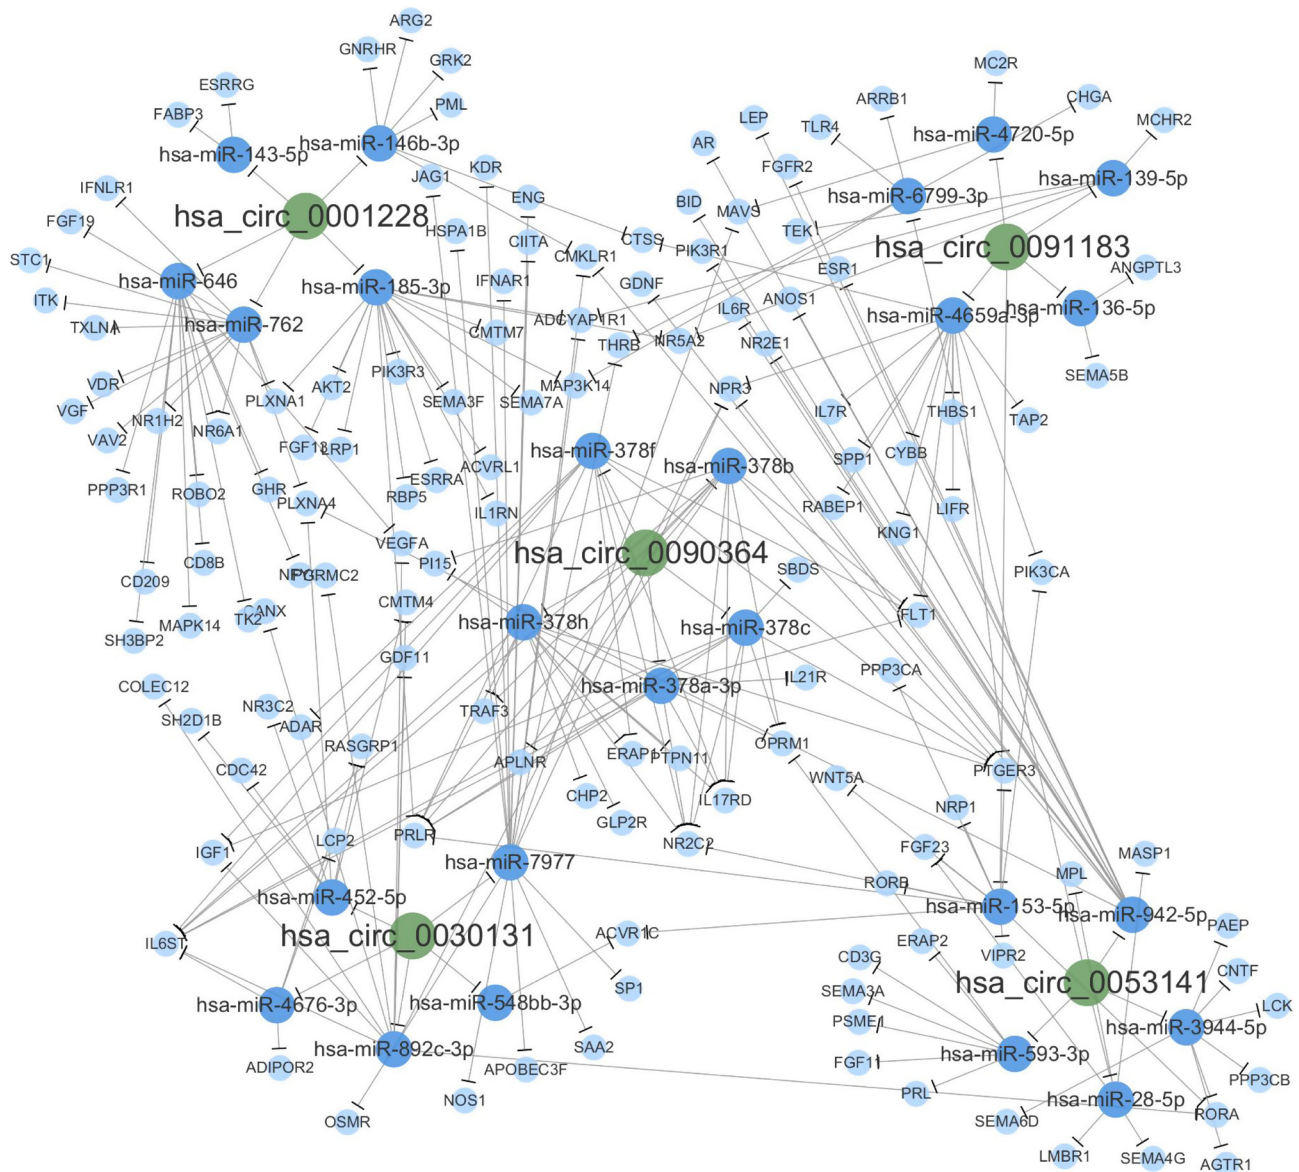 ARG2
GNRHR
GRK2
MC2R
ESRRG
ARRB1
CHGA
PML
FABP3
LEP
TLR4
MCHR2
hsa-miR-4720-5p
AR
hsa-miR-146b-3p
hsa-miR-143-5p
KDR
FGFR2
JAG1
hsa-miR-139-5p
IFNLR1
ENG
BID
hsa-miR-6799-3p
MAVS
hsa_circ_0001228
FGF19
HSPA1B
TEK
CIITA
CTSS
hsa_circ_0091183
PIK3R1
STC1
CMKLR1
ESR1
ANGPTL3
hsa-miR-646
IFNAR1
GDNF
hsa-miR-185-3p
ANOS1
ITK
IL6R
hsa-miR-4659a-3p
hsa-miR-136-5p
ADCYAP1R1
hsa-miR-762
TXLNA
CMTM7
THRB
NR5A2
NR2E1
PIK3R3
SEMA5B
VDR
AKT2
MAP3K14
NPR3
PLXNA1
SEMA3F
SEMA7A
VGF
NR1H2
IL7R
THBS1
TAP2
NR6A1
VAV2
FGF13
LRP1
hsa-miR-378f
CYBB
SPP1
hsa-miR-378b
ACVRL1
ESRRA
PPP3R1
ROBO2
GHR
RBP5
PLXNA4
RABEP1
LIFR
IL1RN
KNG1
VEGFA
hsa_circ_0090364
CD8B
PI15
SBDS
PIK3CA
CD209
PGRMC2
CMTM4
FLT1
MAPK14
TK2
CANX
hsa-miR-378h
hsa-miR-378c
SH3BP2
GDF11
PPP3CA
IL21R
COLEC12
hsa-miR-378a-3p
NR3C2
TRAF3
SH2D1B
ADAR
RASGRP1
OPRM1
ERAP1
PTPN11
APLNR
CDC42
PTGER3
WNT5A
CHP2
IL17RD
NRP1
GLP2R
PRLR
LCP2
NR2C2
IGF1
FGF23
MASP1
hsa-miR-7977
MPL
RORB
hsa-miR-452-5p
hsa-miR-153-5p
hsa-miR-942-5p
PAEP
hsa_circ_0030131
ACVR1C
IL6ST
ERAP2
VIPR2
CD3G
CNTF
hsa_circ_0053141
SP1
SEMA3A
hsa-miR-4676-3p
hsa-miR-548bb-3p
LCK
PSME1
hsa-miR-3944-5p
hsa-miR-892c-3p
SAA2
hsa-miR-593-3p
FGF11
ADIPOR2
APOBEC3F
PPP3CB
PRL
NOS1
hsa-miR-28-5p
OSMR
SEMA6D
RORA
LMBR1
SEMA4G
AGTR1